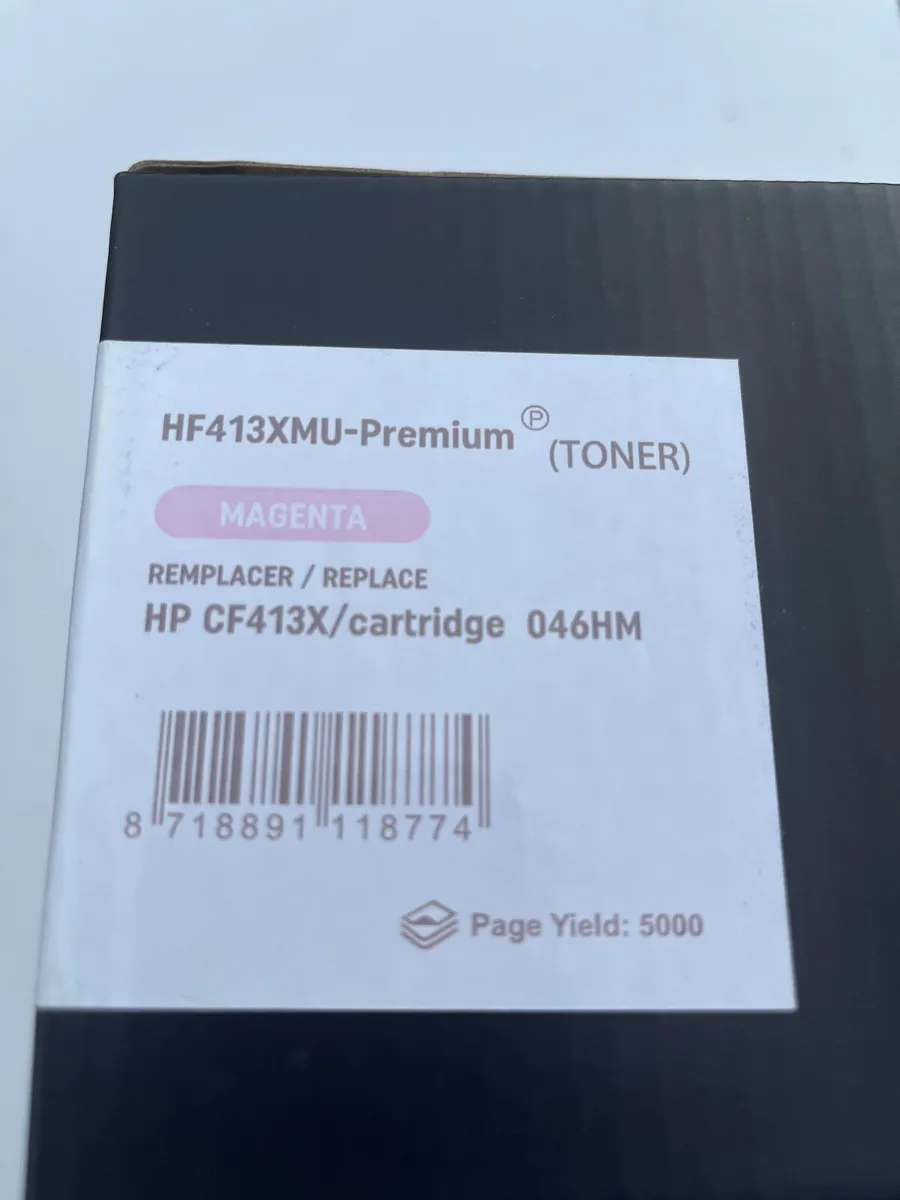 HF413XMU-Premium Ⓟ (TONER)
MAGENTA
REMPLACER / REPLACE
HP CF413X/cartridge 046HM
8 718891 118774
Page Yield: 5000